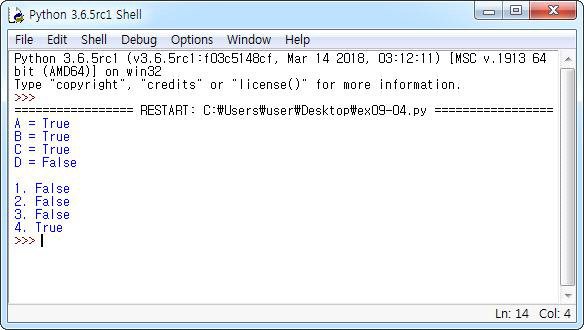 Python 3.6.5rc1 Shell
File Edit Shell Debug Options Window Help
Python 3.6.5rc1 (v3.6.5rc1:f03c5148cf, Mar 14 2018, 03:12:11) [MSC v.1913 64
bit (AMD64)] on win32
Type "copyright", "credits" or "license()" for more information.
>>>
================ RESTART: C:₩Users₩user₩Desktop₩ex09-04.py ================
A = True
B = True
C = True
D = False
1. False
2. False
3. False
4. True
>>>
Ln: 14 Col: 4